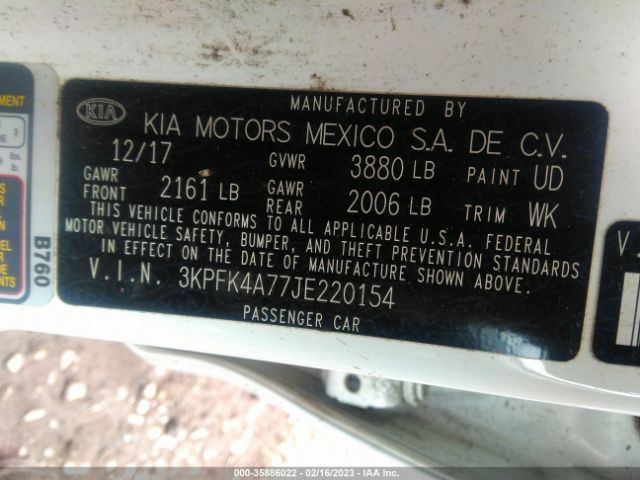 MANUFACTURED BY
KIA KIA MOTORS MEXICO S.A. DE C.V.
12/17 GVWR 3880 LB PAINT UD
GAWR FRONT 2161 LB GAWR REAR 2006 LB TRIM WK
THIS VEHICLE CONFORMS TO ALL APPLICABLE U.S.A. FEDERAL
MOTOR VEHICLE SAFETY, BUMPER, AND THEFT PREVENTION STANDARDS
IN EFFECT ON THE DATE OF MANUFACTURE SHOWN ABOVE.
V.I.N. 3KPFK4A77JE220154
PASSENGER CAR
B760
MENT
3
lbs.
V.
000-35886022 - 02/16/2023 - IAA Inc.